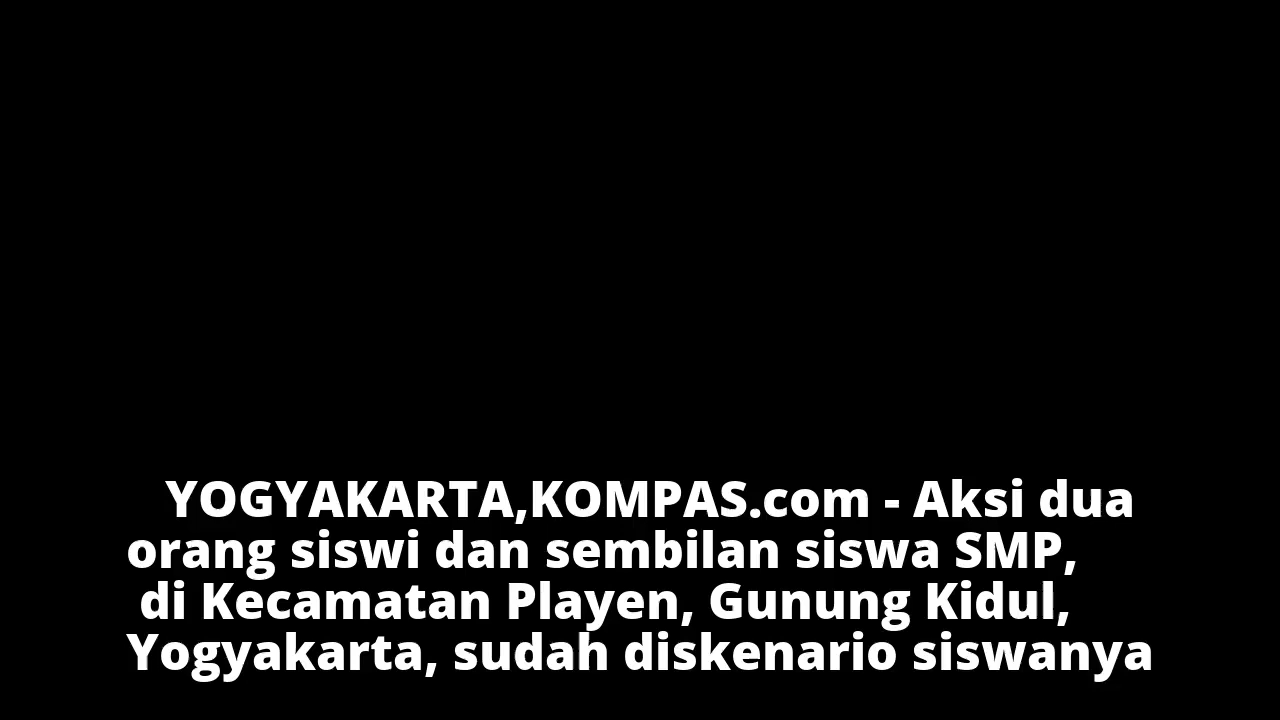 YOGYAKARTA,KOMPAS.com - Aksi dua
orang siswi dan sembilan siswa SMP,
di Kecamatan Playen, Gunung Kidul,
Yogyakarta, sudah diskenario siswanya